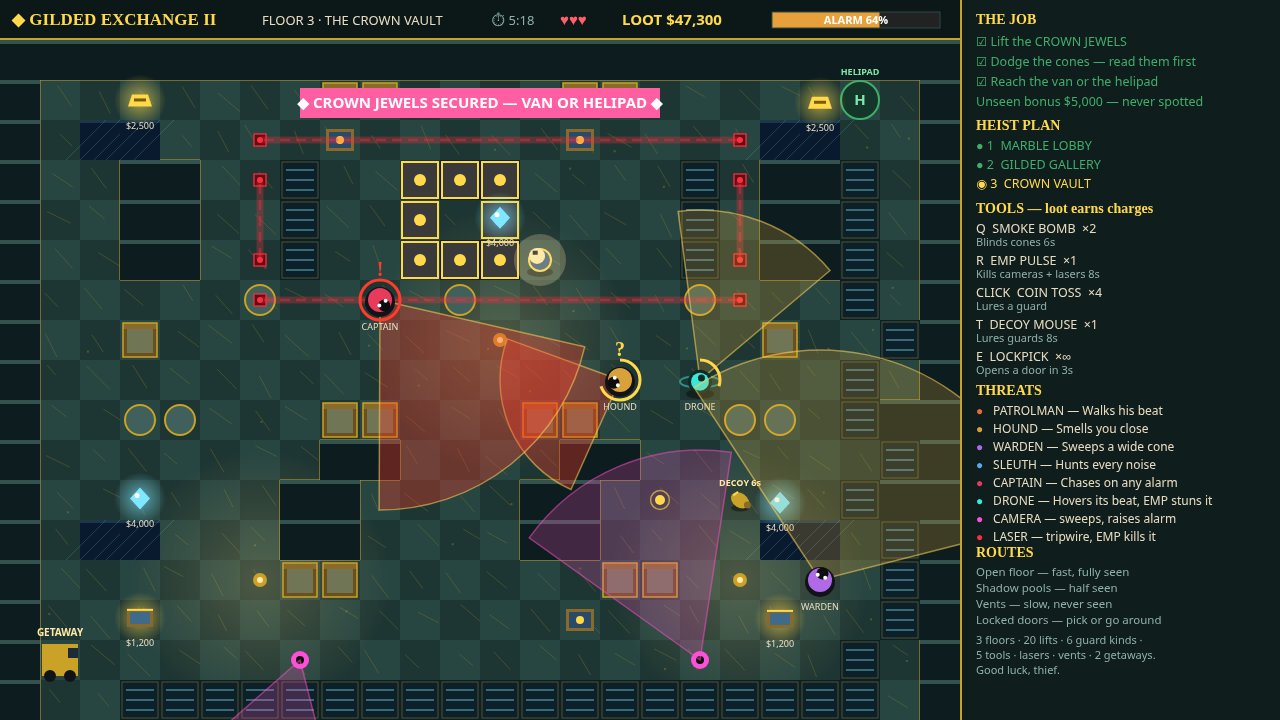 ◆ GILDED EXCHANGE II
FLOOR 3 · THE CROWN VAULT
⏱ 5:18
♥♥♥
LOOT $47,300
ALARM 64%
HELIPAD
H
◆ CROWN JEWELS SECURED — VAN OR HELIPAD ◆
$2,500
$2,500
$4,000
!
CAPTAIN
?
HOUND
DRONE
DECOY 6s
$4,000
$4,000
WARDEN
GETAWAY
$1,200
$1,200
THE JOB
☑ Lift the CROWN JEWELS
☑ Dodge the cones — read them first
☑ Reach the van or the helipad
Unseen bonus $5,000 — never spotted
HEIST PLAN
● 1 MARBLE LOBBY
● 2 GILDED GALLERY
◉ 3 CROWN VAULT
TOOLS — loot earns charges
Q SMOKE BOMB ×2
Blinds cones 6s
R EMP PULSE ×1
Kills cameras + lasers 8s
CLICK COIN TOSS ×4
Lures a guard
T DECOY MOUSE ×1
Lures guards 8s
E LOCKPICK ×∞
Opens a door in 3s
THREATS
● PATROLMAN — Walks his beat
● HOUND — Smells you close
● WARDEN — Sweeps a wide cone
● SLEUTH — Hunts every noise
● CAPTAIN — Chases on any alarm
● DRONE — Hovers its beat, EMP stuns it
● CAMERA — sweeps, raises alarm
● LASER — tripwire, EMP kills it
ROUTES
Open floor — fast, fully seen
Shadow pools — half seen
Vents — slow, never seen
Locked doors — pick or go around
3 floors · 20 lifts · 6 guard kinds ·
5 tools · lasers · vents · 2 getaways.
Good luck, thief.